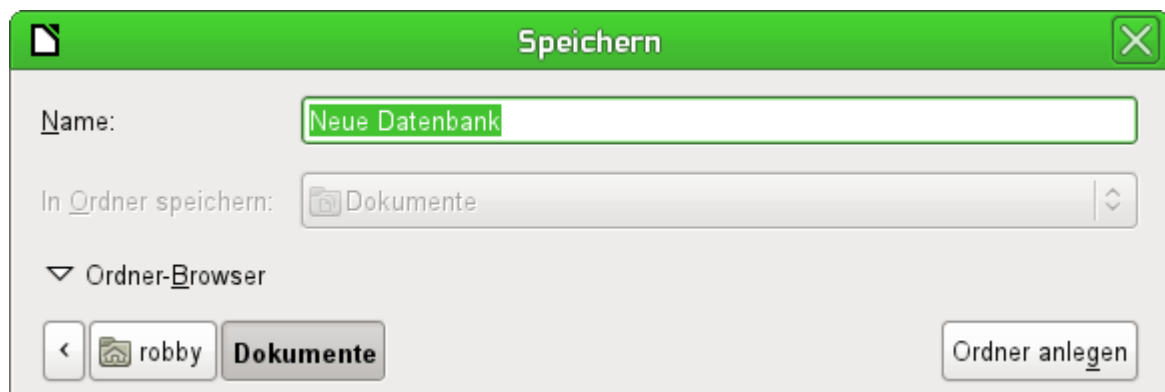 Speichern
Name: Neue Datenbank
In Ordner speichern: Dokumente
Ordner-Browser
robby Dokumente Ordner anlegen